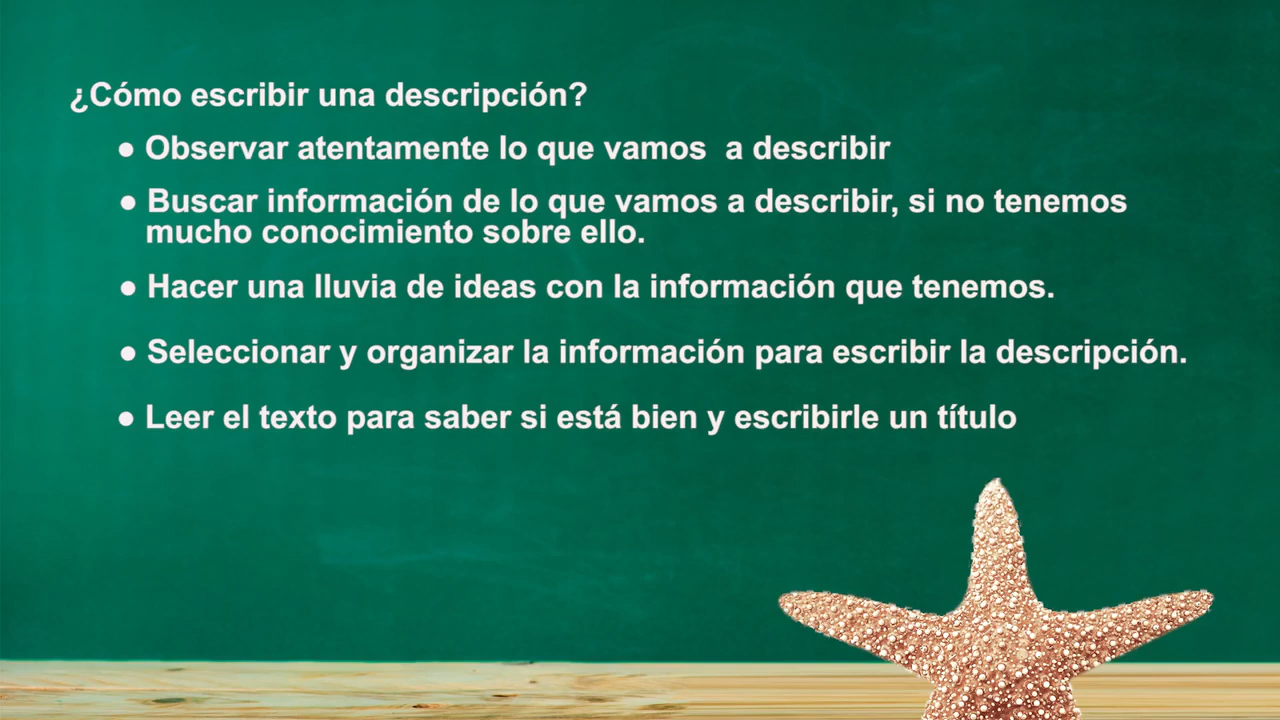 ¿Cómo escribir una descripción?
● Observar atentamente lo que vamos  a describir
● Buscar información de lo que vamos a describir, si no tenemos
mucho conocimiento sobre ello.
● Hacer una lluvia de ideas con la información que tenemos.
● Seleccionar y organizar la información para escribir la descripción.
● Leer el texto para saber si está bien y escribirle un título